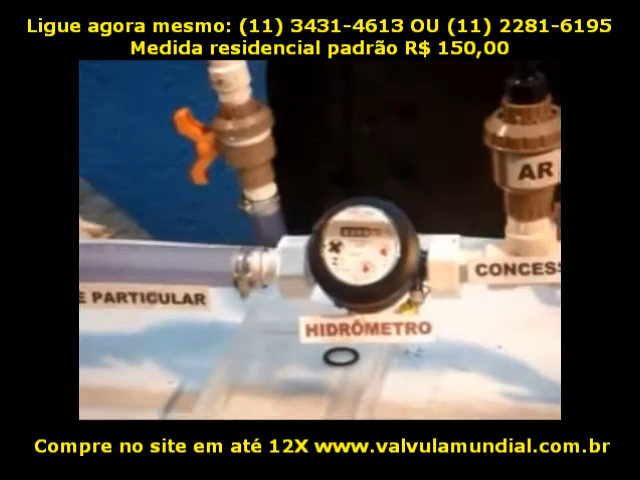 Ligue agora mesmo: (11) 3431-4613 OU (11) 2281-6195
Medida residencial padrão R$ 150,00
AR
CONCESS
E PARTICULAR
HIDRÔMETRO
Compre no site em até 12X www.valvulamundial.com.br